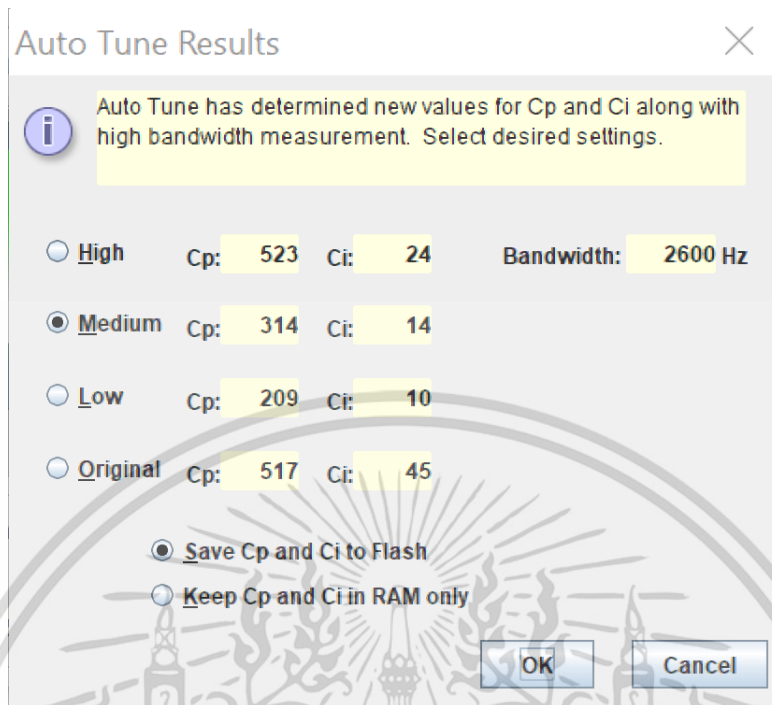 Auto Tune Results
Auto Tune has determined new values for Cp and Ci along with
high bandwidth measurement. Select desired settings.
High Cp: 523 Ci: 24 Bandwidth: 2600 Hz
Medium Cp: 314 Ci: 14
Low Cp: 209 Ci: 10
Original Cp: 517 Ci: 45
Save Cp and Ci to Flash
Keep Cp and Ci in RAM only
OK Cancel